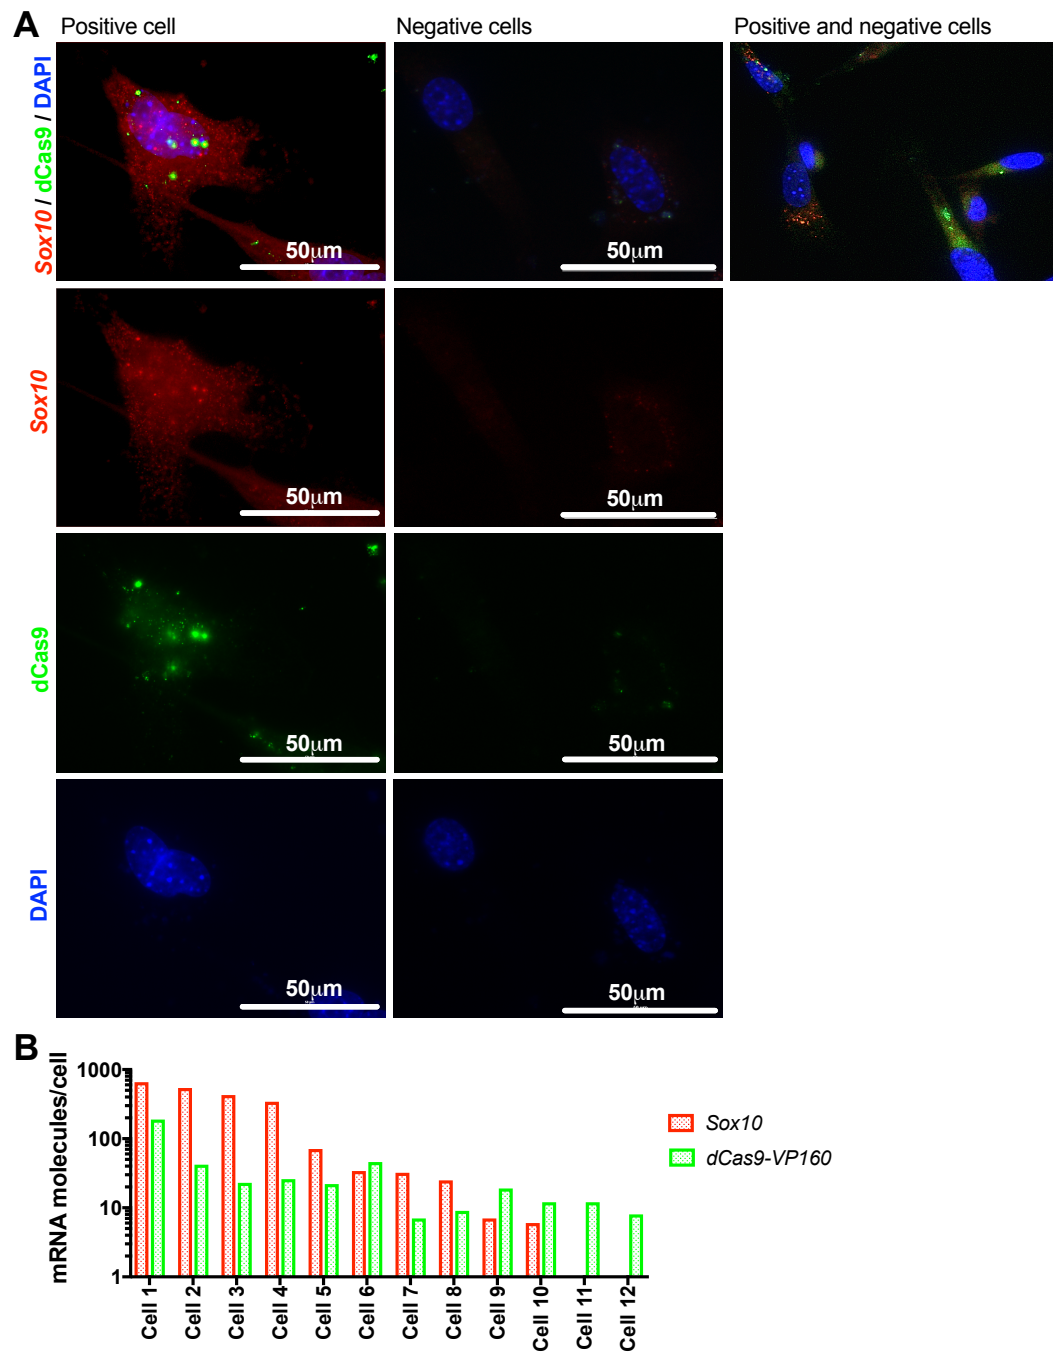 A
Positive cell
Negative cells
Positive and negative cells
Sox10 / dCas9 / DAPI
50μm
50μm
Sox10
50μm
50μm
dCas9
50μm
50μm
DAPI
50μm
50μm
B
mRNA molecules/cell
1000
100
10
1
Cell 1
Cell 2
Cell 3
Cell 4
Cell 5
Cell 6
Cell 7
Cell 8
Cell 9
Cell 10
Cell 11
Cell 12
Sox10
dCas9-VP160